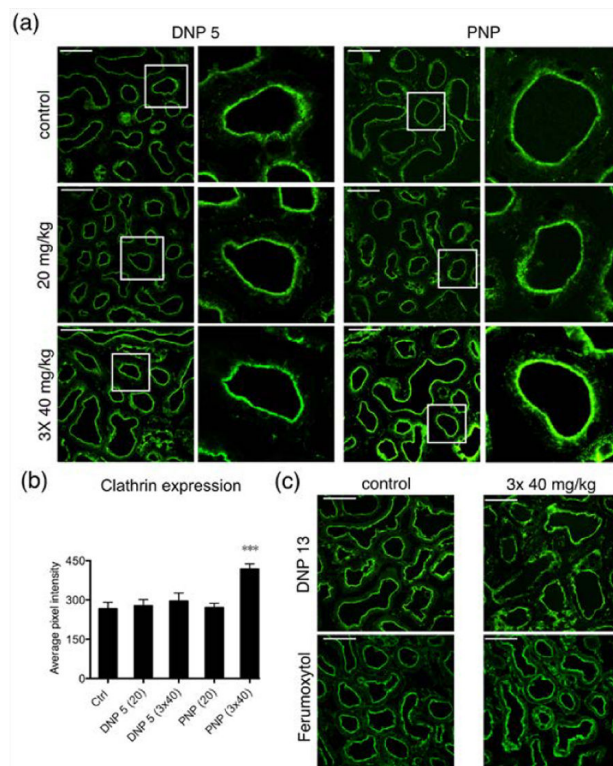 (a)
DNP 5
PNP
control
20 mg/kg
3X 40 mg/kg
(b)
Clathrin expression
Average pixel intensity
450
300
150
0
***
Ctrl
DNP 5 (20)
DNP 5 (3x40)
PNP (20)
PNP (3x40)
(c)
control
3x 40 mg/kg
DNP 13
Ferumoxytol